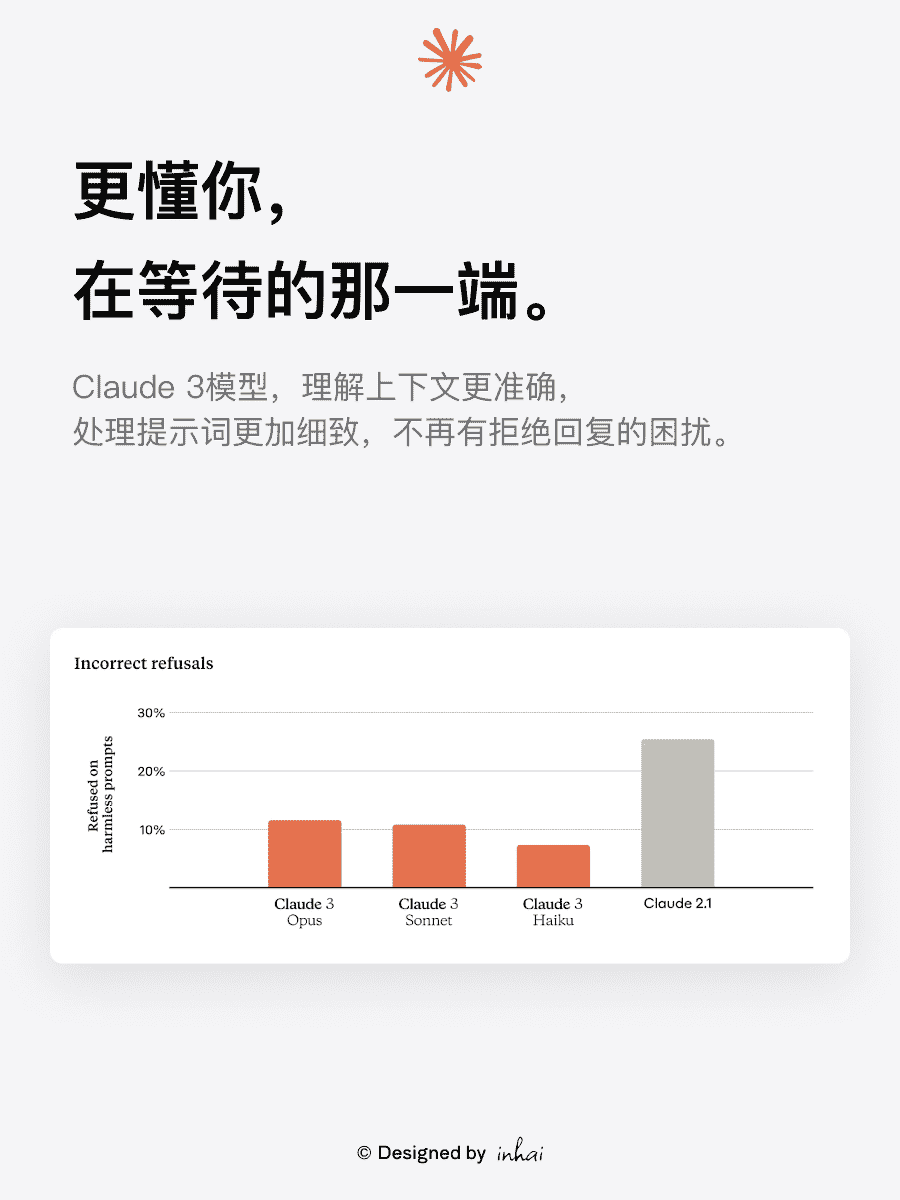 更懂你，
在等待的那一端。
Claude 3模型，理解上下文更准确，
处理提示词更加细致，不再有拒绝回复的困扰。
Incorrect refusals
Refused on
harmless prompts
30%
20%
10%
Claude 3
Opus
Claude 3
Sonnet
Claude 3
Haiku
Claude 2.1
© Designed by inhai